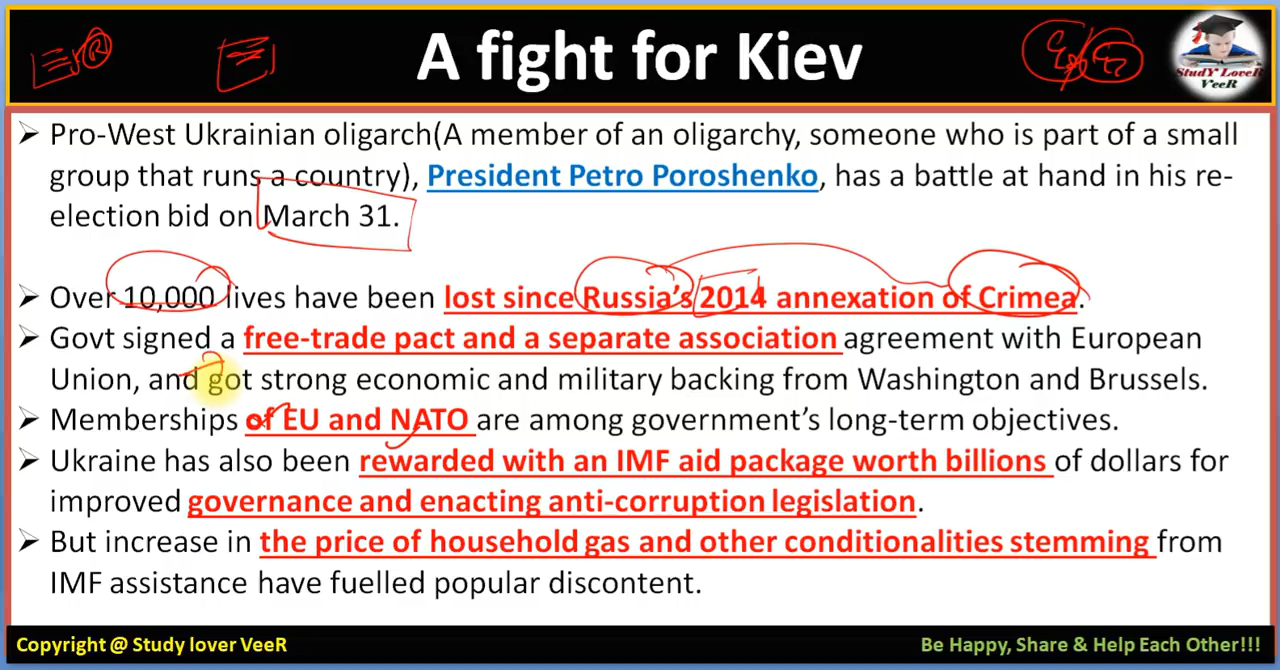 A fight for Kiev
StudY LoveR
VeeR
➤ Pro-West Ukrainian oligarch(A member of an oligarchy, someone who is part of a small
group that runs a country), President Petro Poroshenko, has a battle at hand in his re-
election bid on March 31.
➤ Over 10,000 lives have been lost since Russia's 2014 annexation of Crimea.
➤ Govt signed a free-trade pact and a separate association agreement with European
Union, and got strong economic and military backing from Washington and Brussels.
➤ Memberships of EU and NATO are among government's long-term objectives.
➤ Ukraine has also been rewarded with an IMF aid package worth billions of dollars for
improved governance and enacting anti-corruption legislation.
➤ But increase in the price of household gas and other conditionalities stemming from
IMF assistance have fuelled popular discontent.
Copyright @ Study lover VeeR
Be Happy, Share & Help Each Other!!!